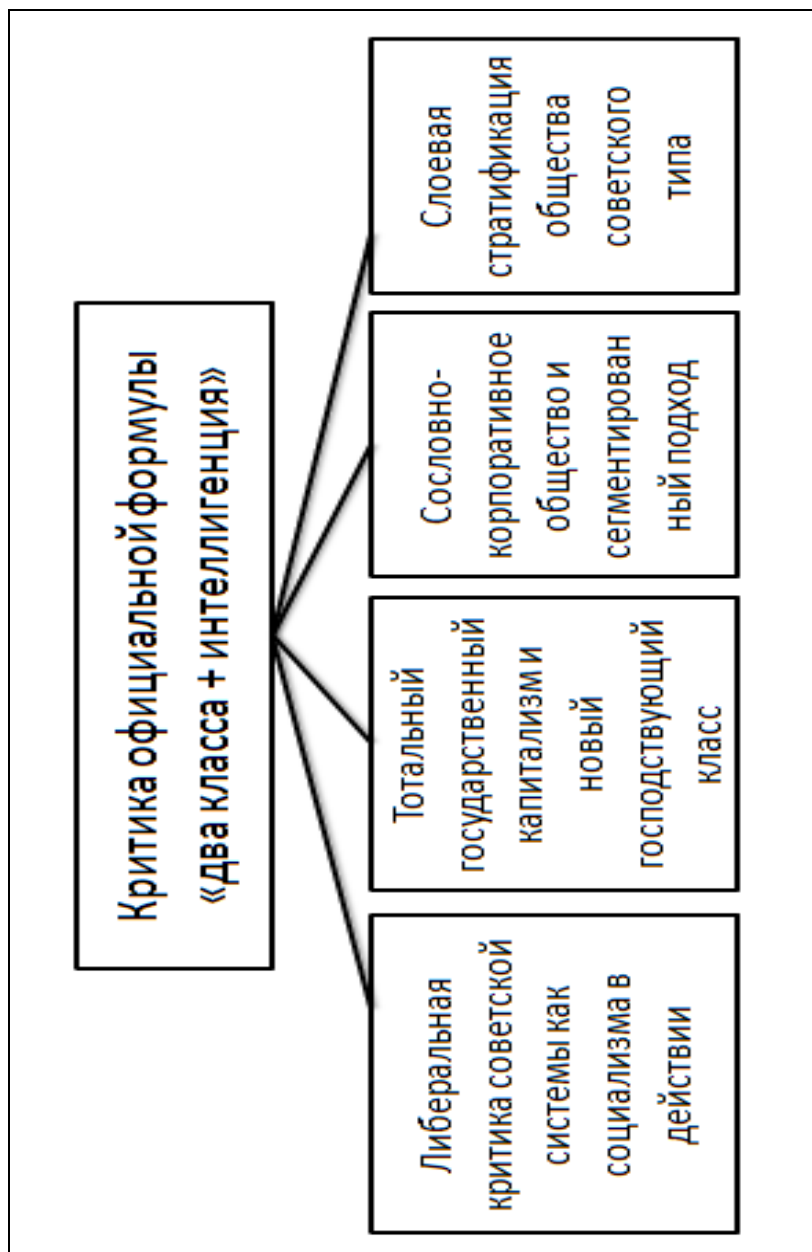 Критика официальной формулы
«два класса + интеллигенция»
Либеральная
критика советской
системы как
социализма в
действии
Тотальный
государственный
капитализм и
новый
господствующий
класс
Сословно-
корпоративное
общество и
сегментирован
ный подход
Слоевая
стратификация
общества
советского
типа